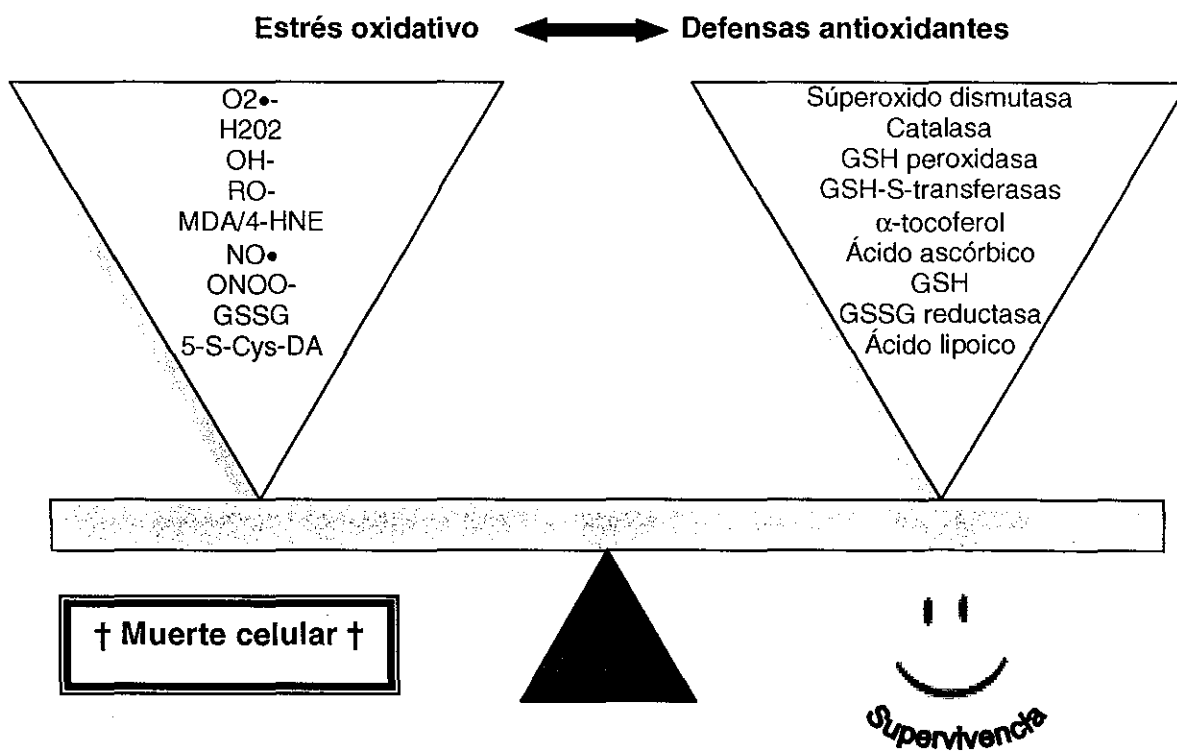 Estrés oxidativo Defensas antioxidantes
O2•-
H202
OH-
RO-
MDA/4-HNE
NO•
ONOO-
GSSG
5-S-Cys-DA
Súperoxido dismutasa
Catalasa
GSH peroxidasa
GSH-S-transferasas
α-tocoferol
Ácido ascórbico
GSH
GSSG reductasa
Ácido lipoico
† Muerte celular †
Supervivencia